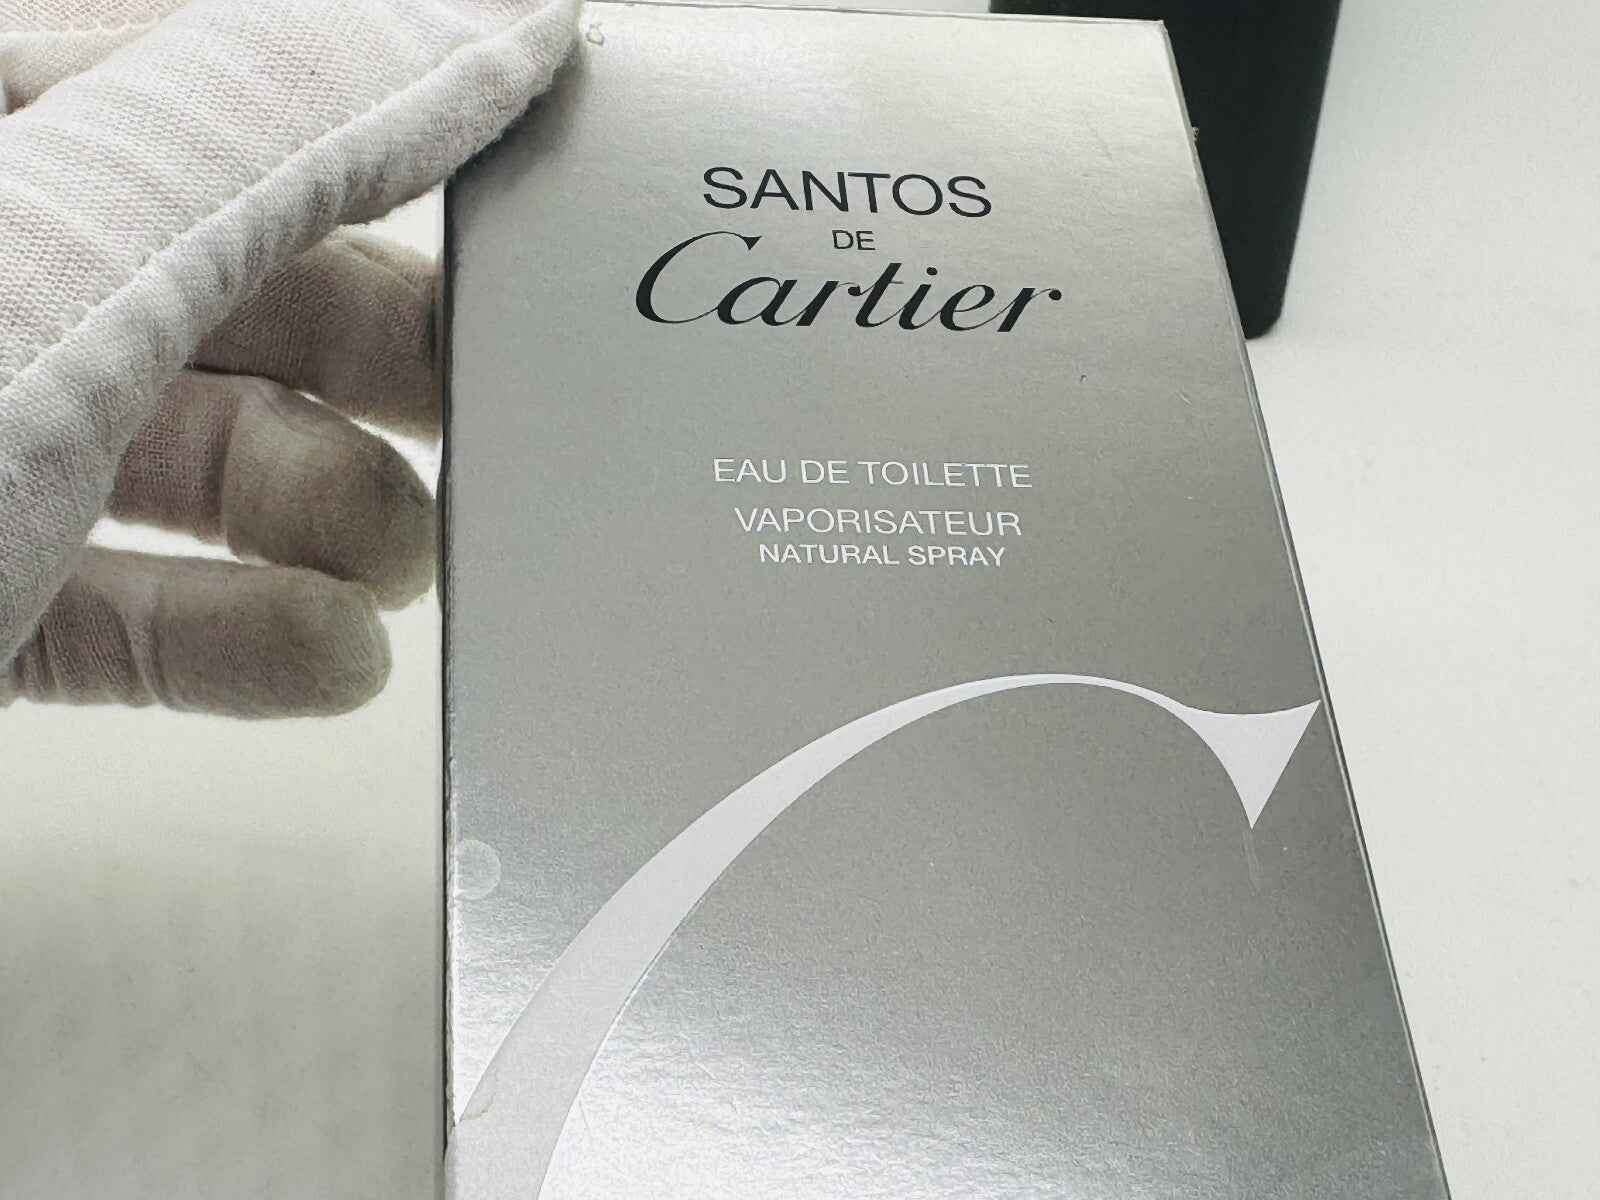 SANTOS
DE
Cartier
EAU DE TOILETTE
VAPORISATEUR
NATURAL SPRAY